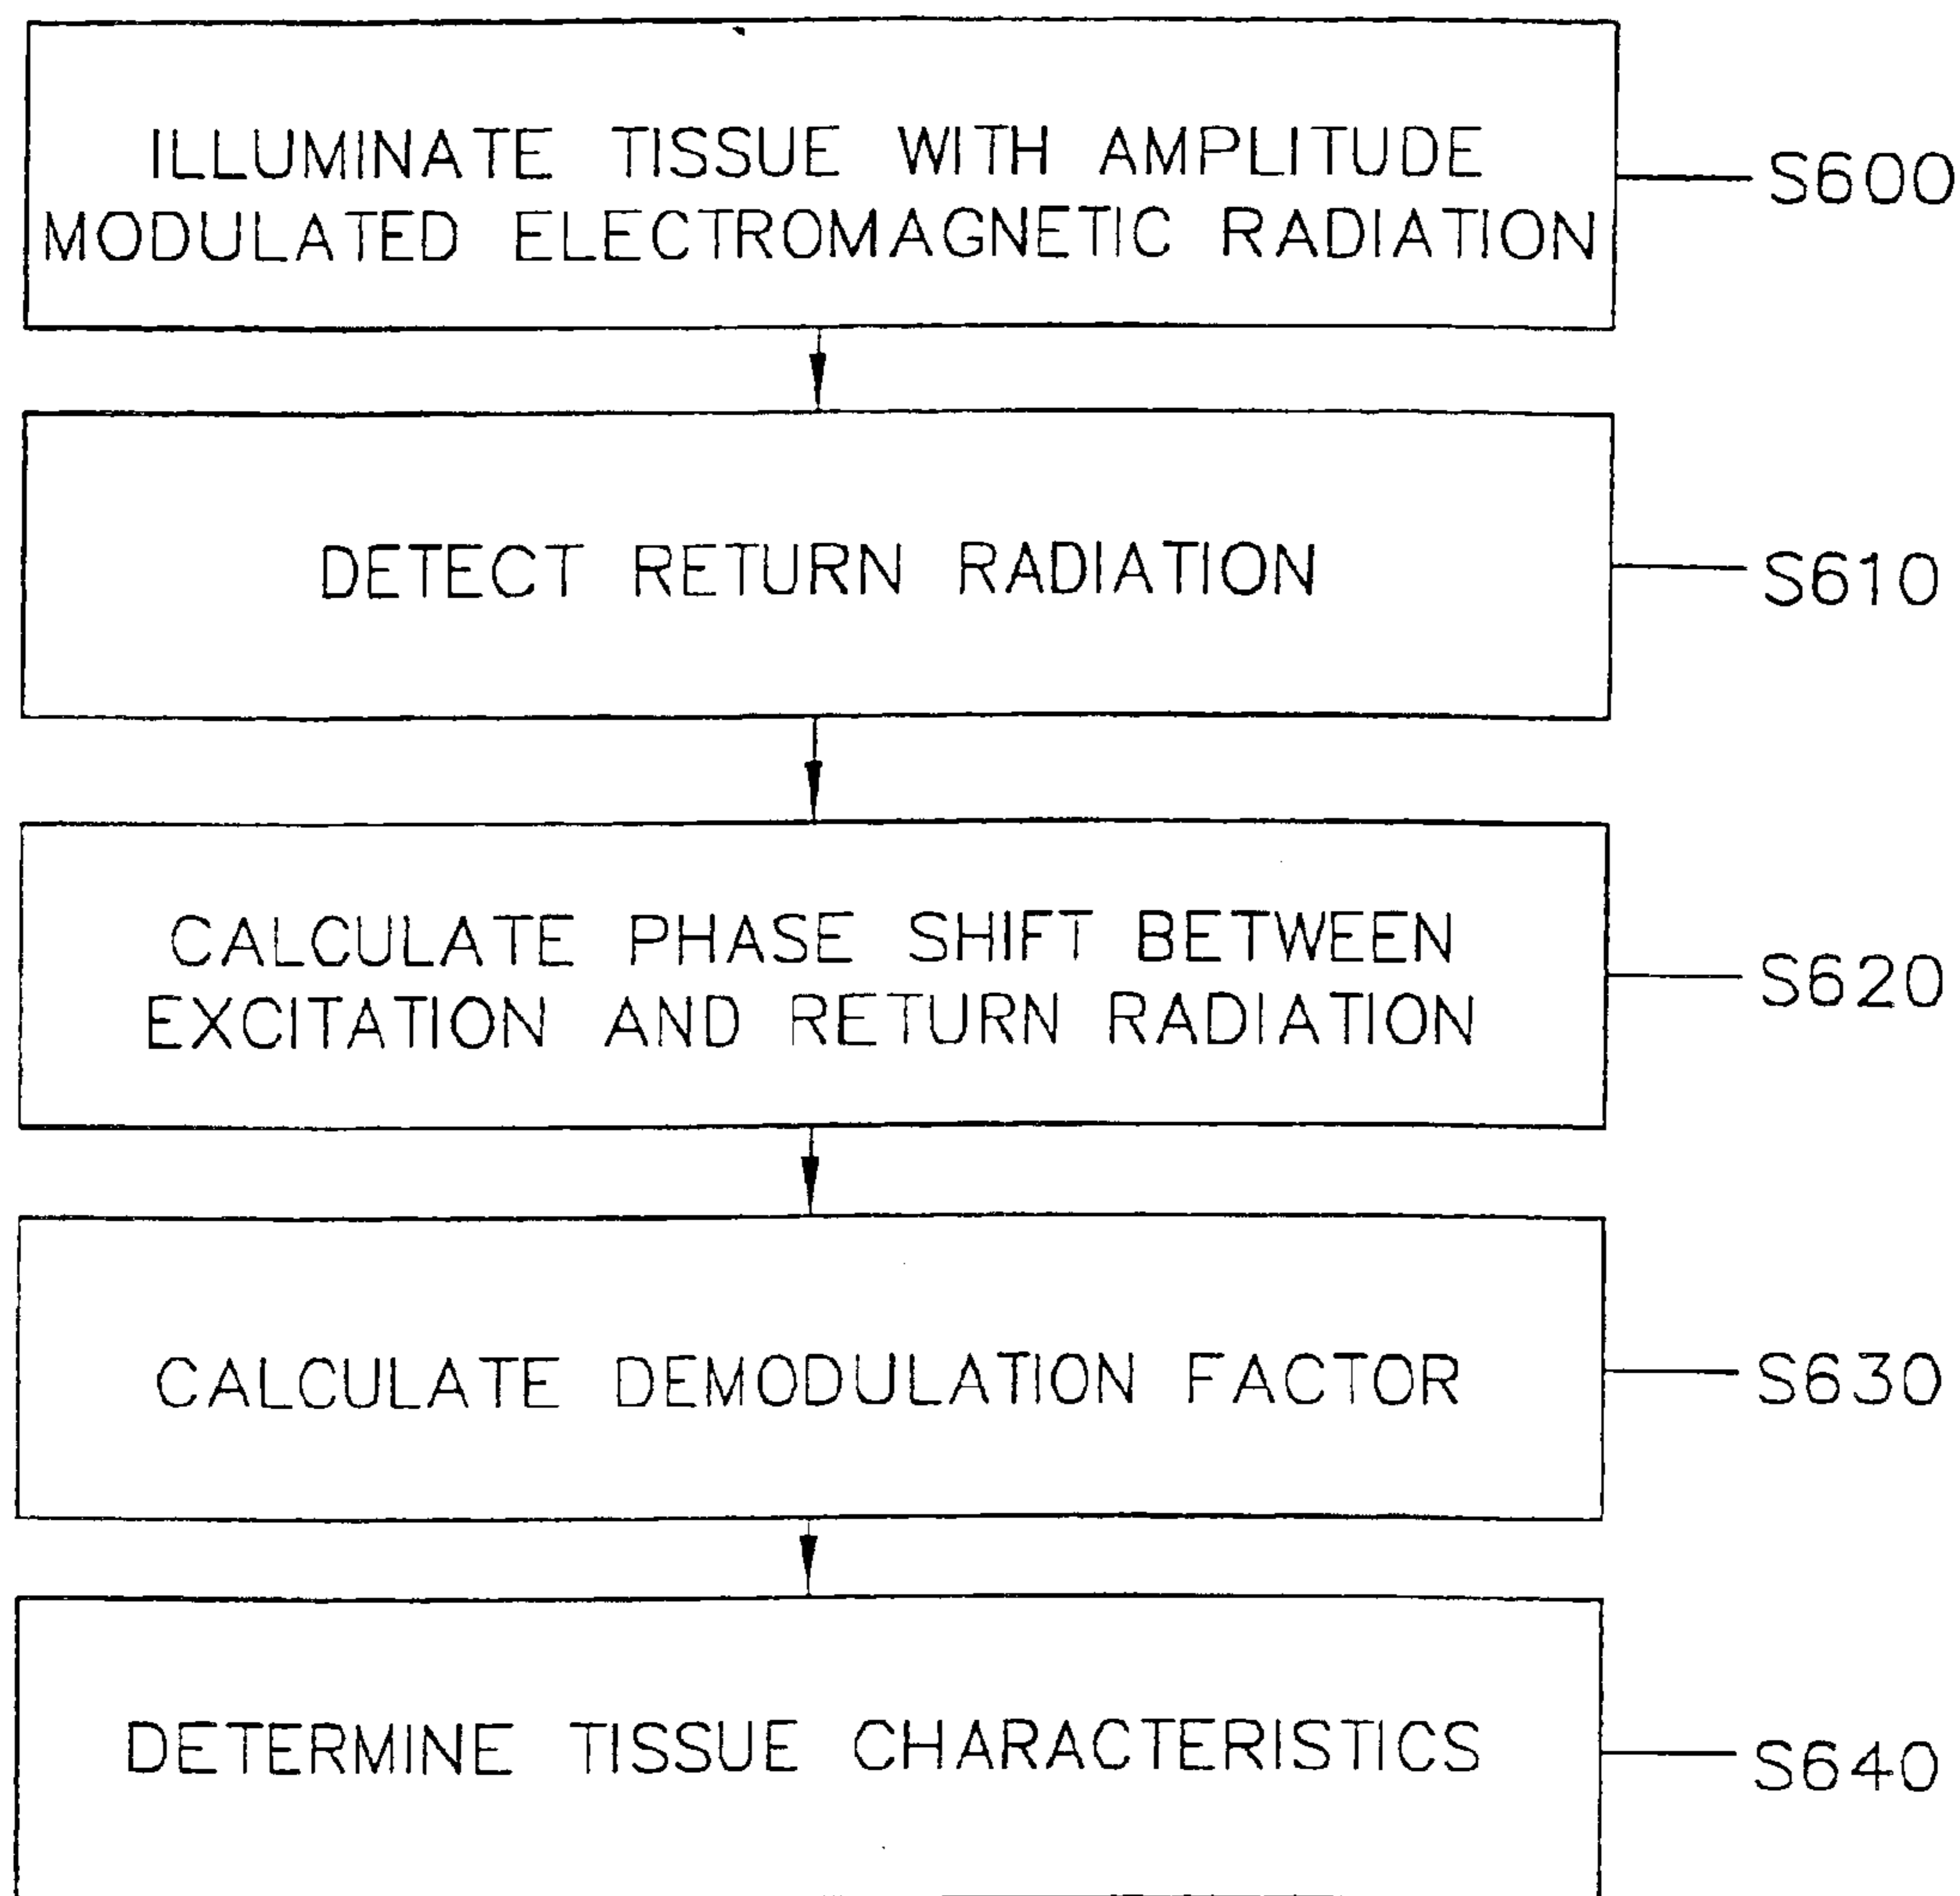 ILLUMINATE TISSUE WITH AMPLITUDE
MODULATED ELECTROMAGNETIC RADIATION
S600
DETECT RETURN RADIATION
S610
CALCULATE PHASE SHIFT BETWEEN
EXCITATION AND RETURN RADIATION
S620
CALCULATE DEMODULATION FACTOR
S630
DETERMINE TISSUE CHARACTERISTICS
S640